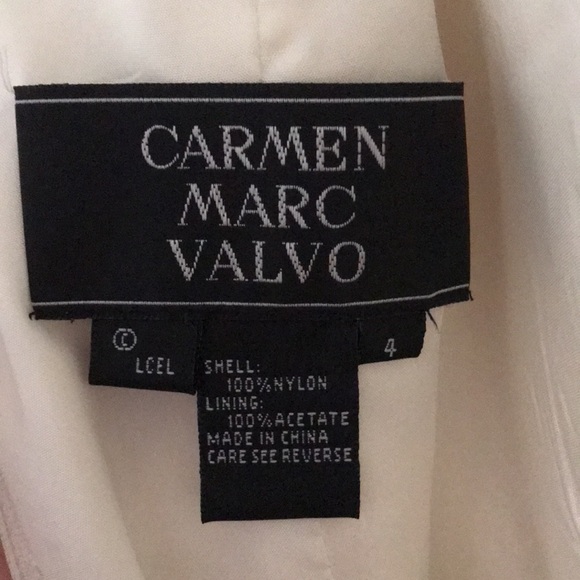 CARMEN
MARC
VALVO
©
LCEL
SHELL:
100%NYLON
LINING:
100%ACETATE
MADE IN CHINA
CARE SEE REVERSE
4